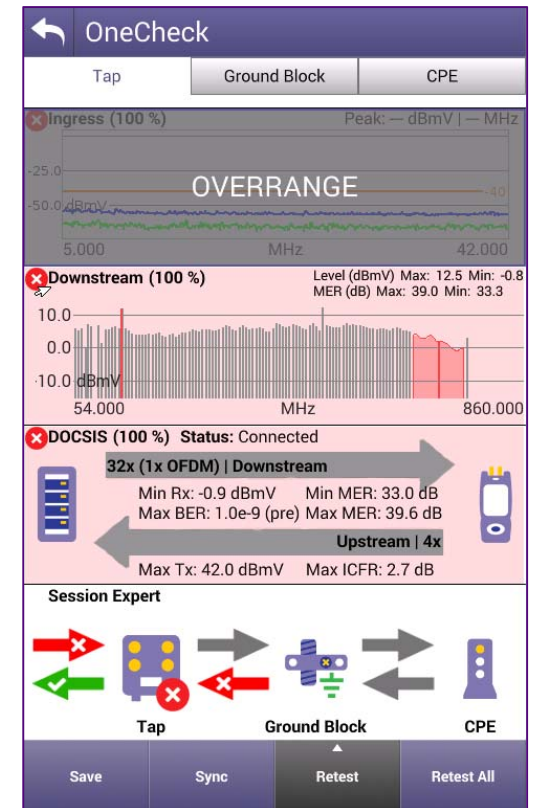 OneCheck
Tap Ground Block CPE
Ingress (100 %) Peak: — dBmV | — MHz
-25.0
OVERRANGE
-40
-50.0 dBmV
5.000 MHz 42.000
Downstream (100 %) Level (dBmV) Max: 12.5 Min: -0.8
MER (dB) Max: 39.0 Min: 33.3
10.0
0.0
-10.0 dBmV
54.000 MHz 860.000
DOCSIS (100 %) Status: Connected
32x (1x OFDM) | Downstream
Min Rx: -0.9 dBmV Min MER: 33.0 dB
Max BER: 1.0e-9 (pre) Max MER: 39.6 dB
Upstream | 4x
Max Tx: 42.0 dBmV Max ICFR: 2.7 dB
Session Expert
Tap Ground Block CPE
Save Sync Retest Retest All